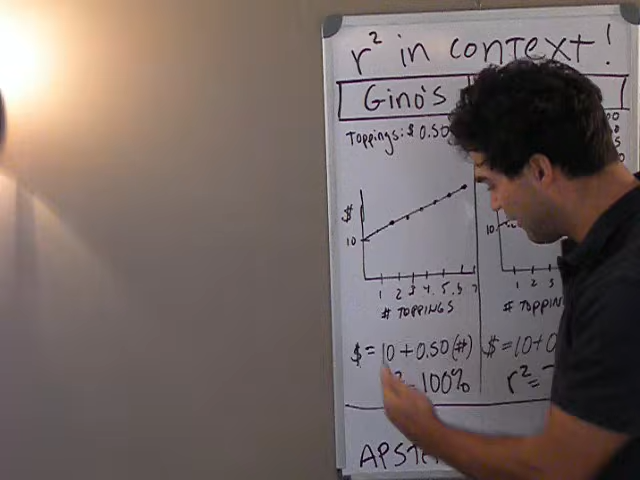 r² in context!
Gino's
Toppings: $ 0.50
$
10
1 2 3 4 5 6 7
# TOPPINGS
$ = 10 + 0.50 (#)
100%
10
1 2 3
# TOPPIN
$ = 10 + 0
r² =
APSTA